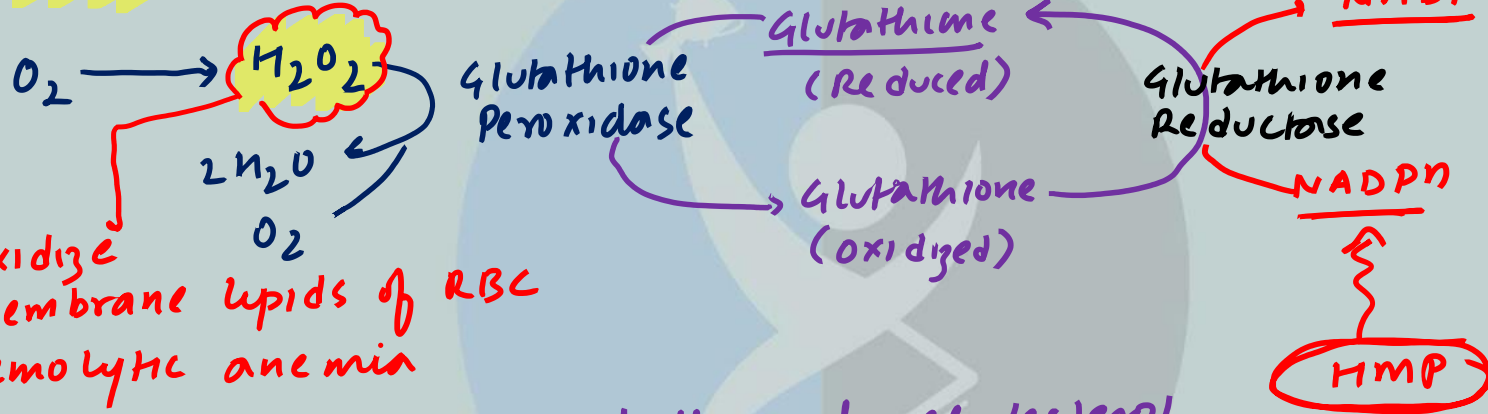 O2 → H2O2
2H2O
O2
Glutathione
Peroxidase
Glutathione
(Reduced)
Glutathione
(oxidized)
Glutathione
Reductase
NADPH
HMP
xidize
embrane lipids of RBC
emolytic anemia